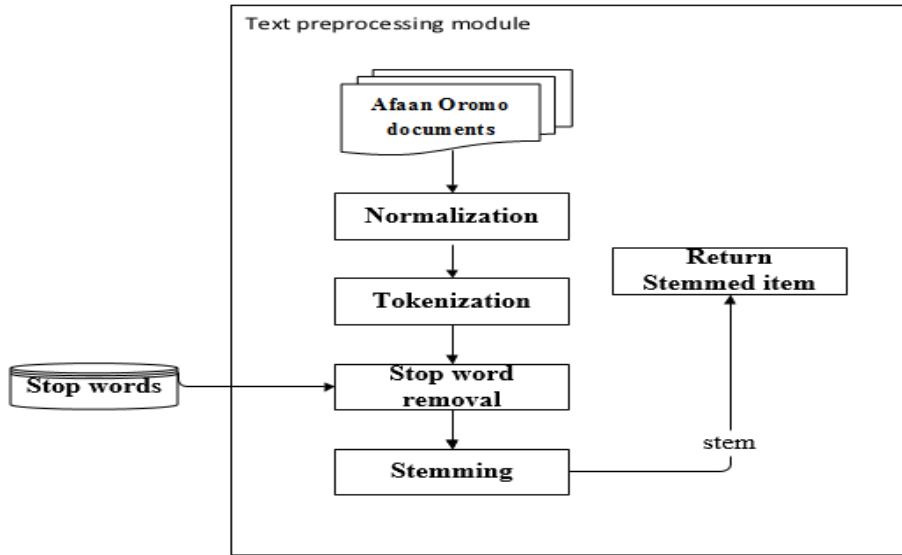 Text preprocessing module
Afaan Oromo
documents
Normalization
Tokenization
Return
Stemmed item
Stop words
Stop word
removal
stem
Stemming